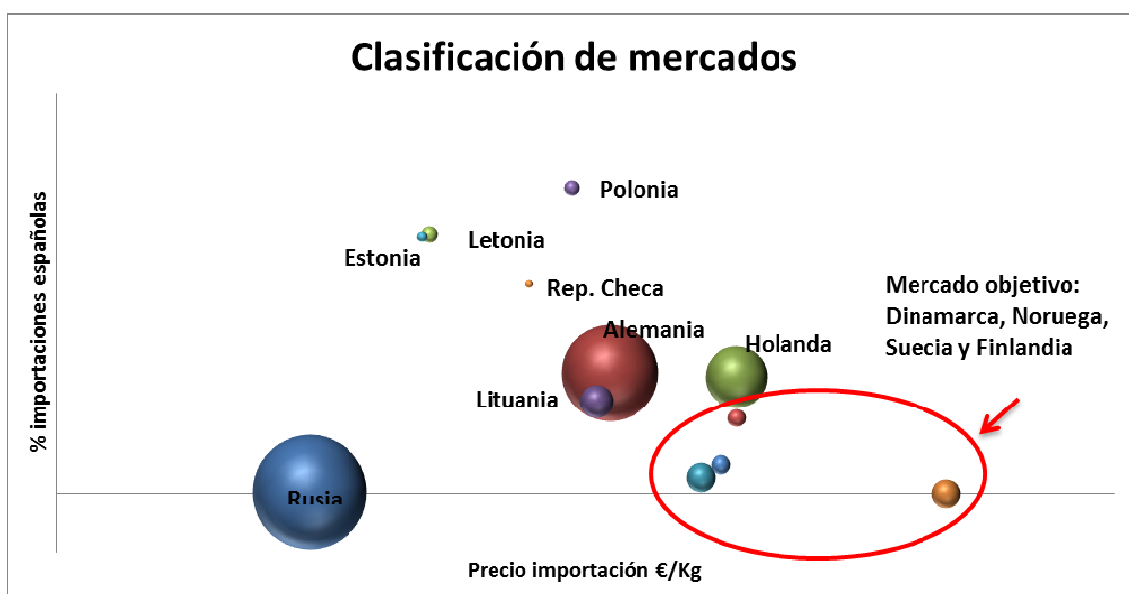 Clasificación de mercados
% importaciones españolas
Polonia
Letonia
Estonia
Rep. Checa
Mercado objetivo:
Dinamarca, Noruega,
Suecia y Finlandia
Alemania
Holanda
Lituania
Rusia
Precio importación €/Kg